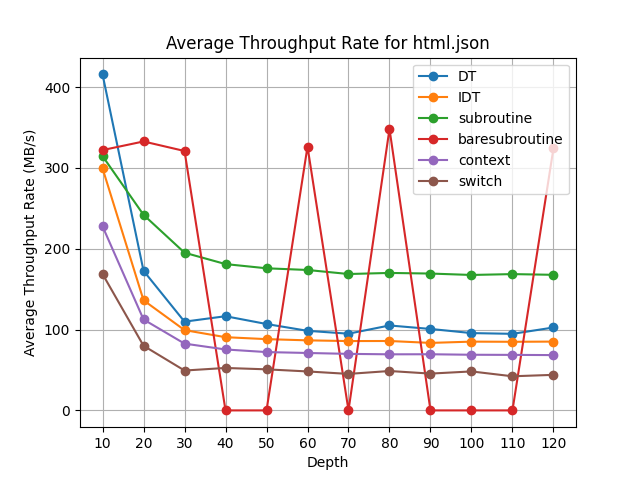 Average Throughput Rate for html.json
Average Throughput Rate (MB/s)
400
300
200
100
0
DT
IDT
subroutine
baresubroutine
context
switch
10 20 30 40 50 60 70 80 90 100 110 120
Depth